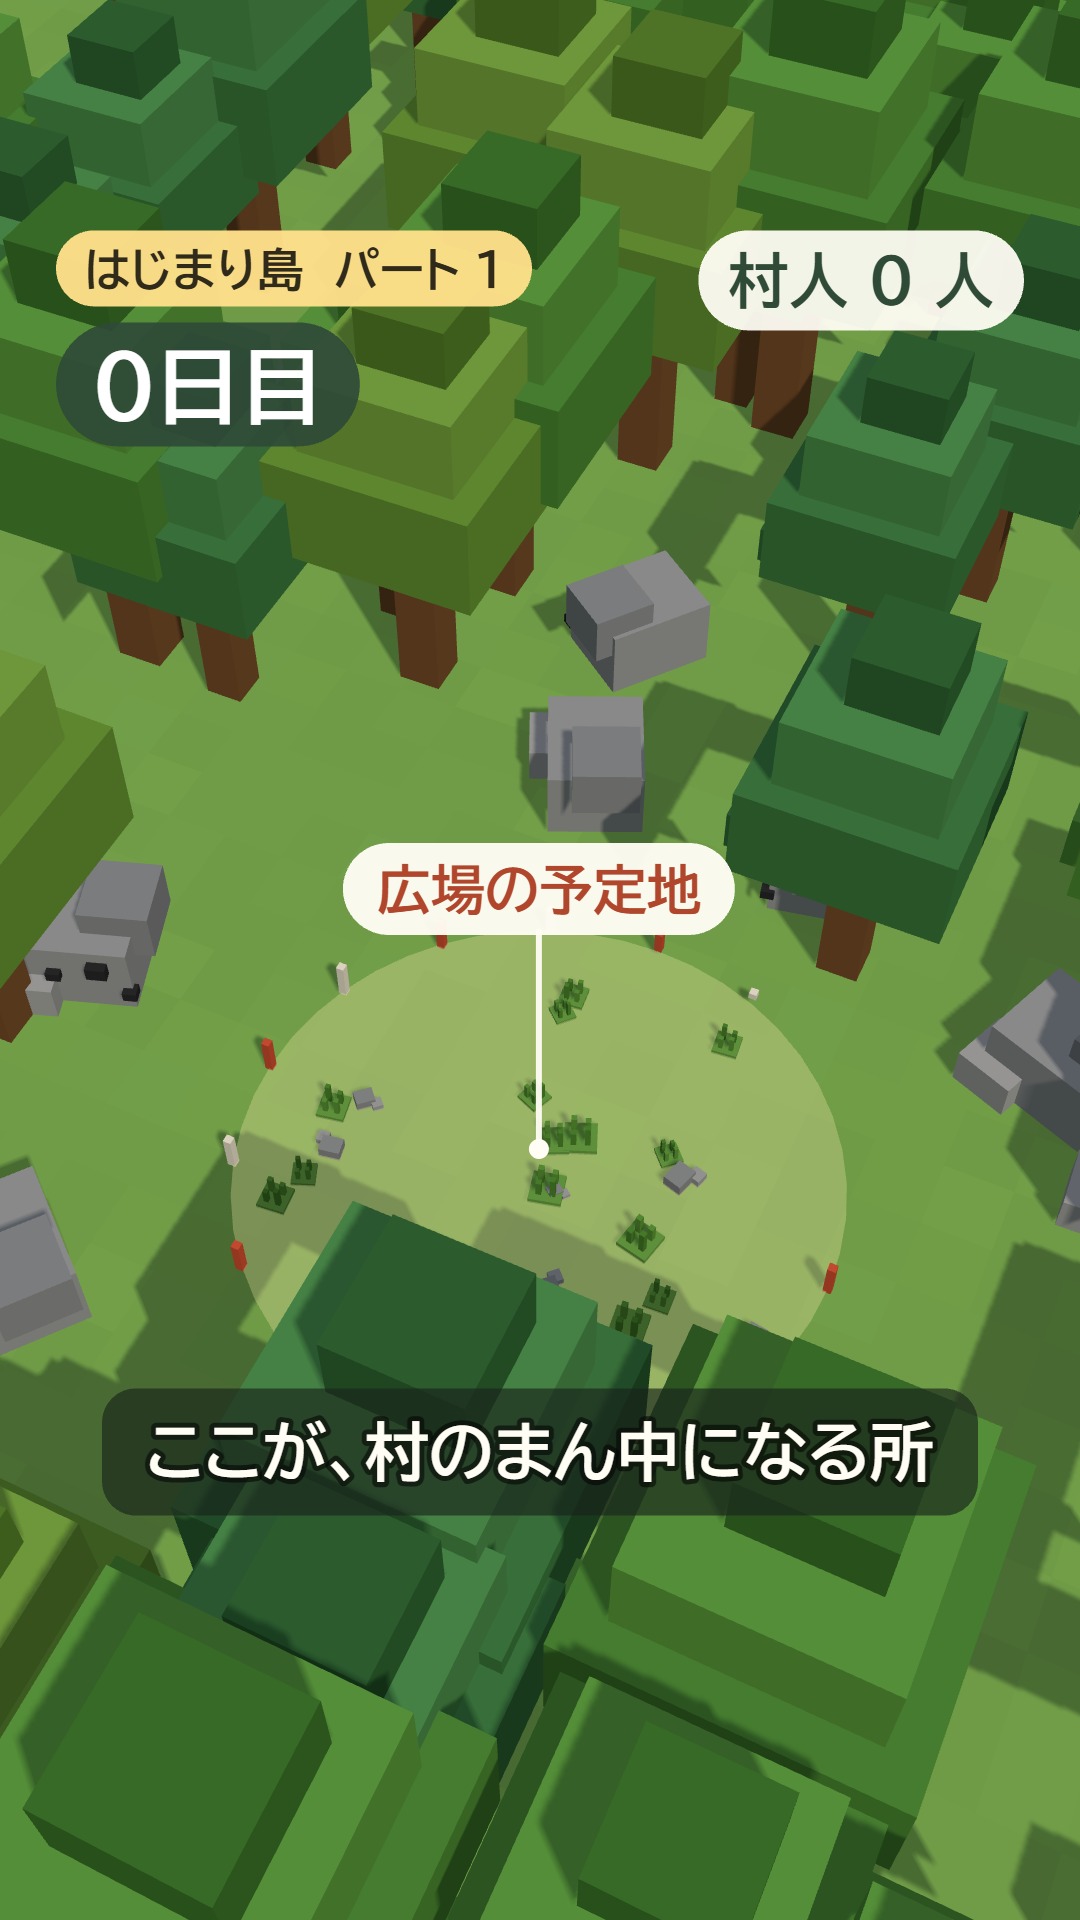 はじまり島 パート 1
村人 0 人
0日目
広場の予定地
ここが、村のまん中になる所